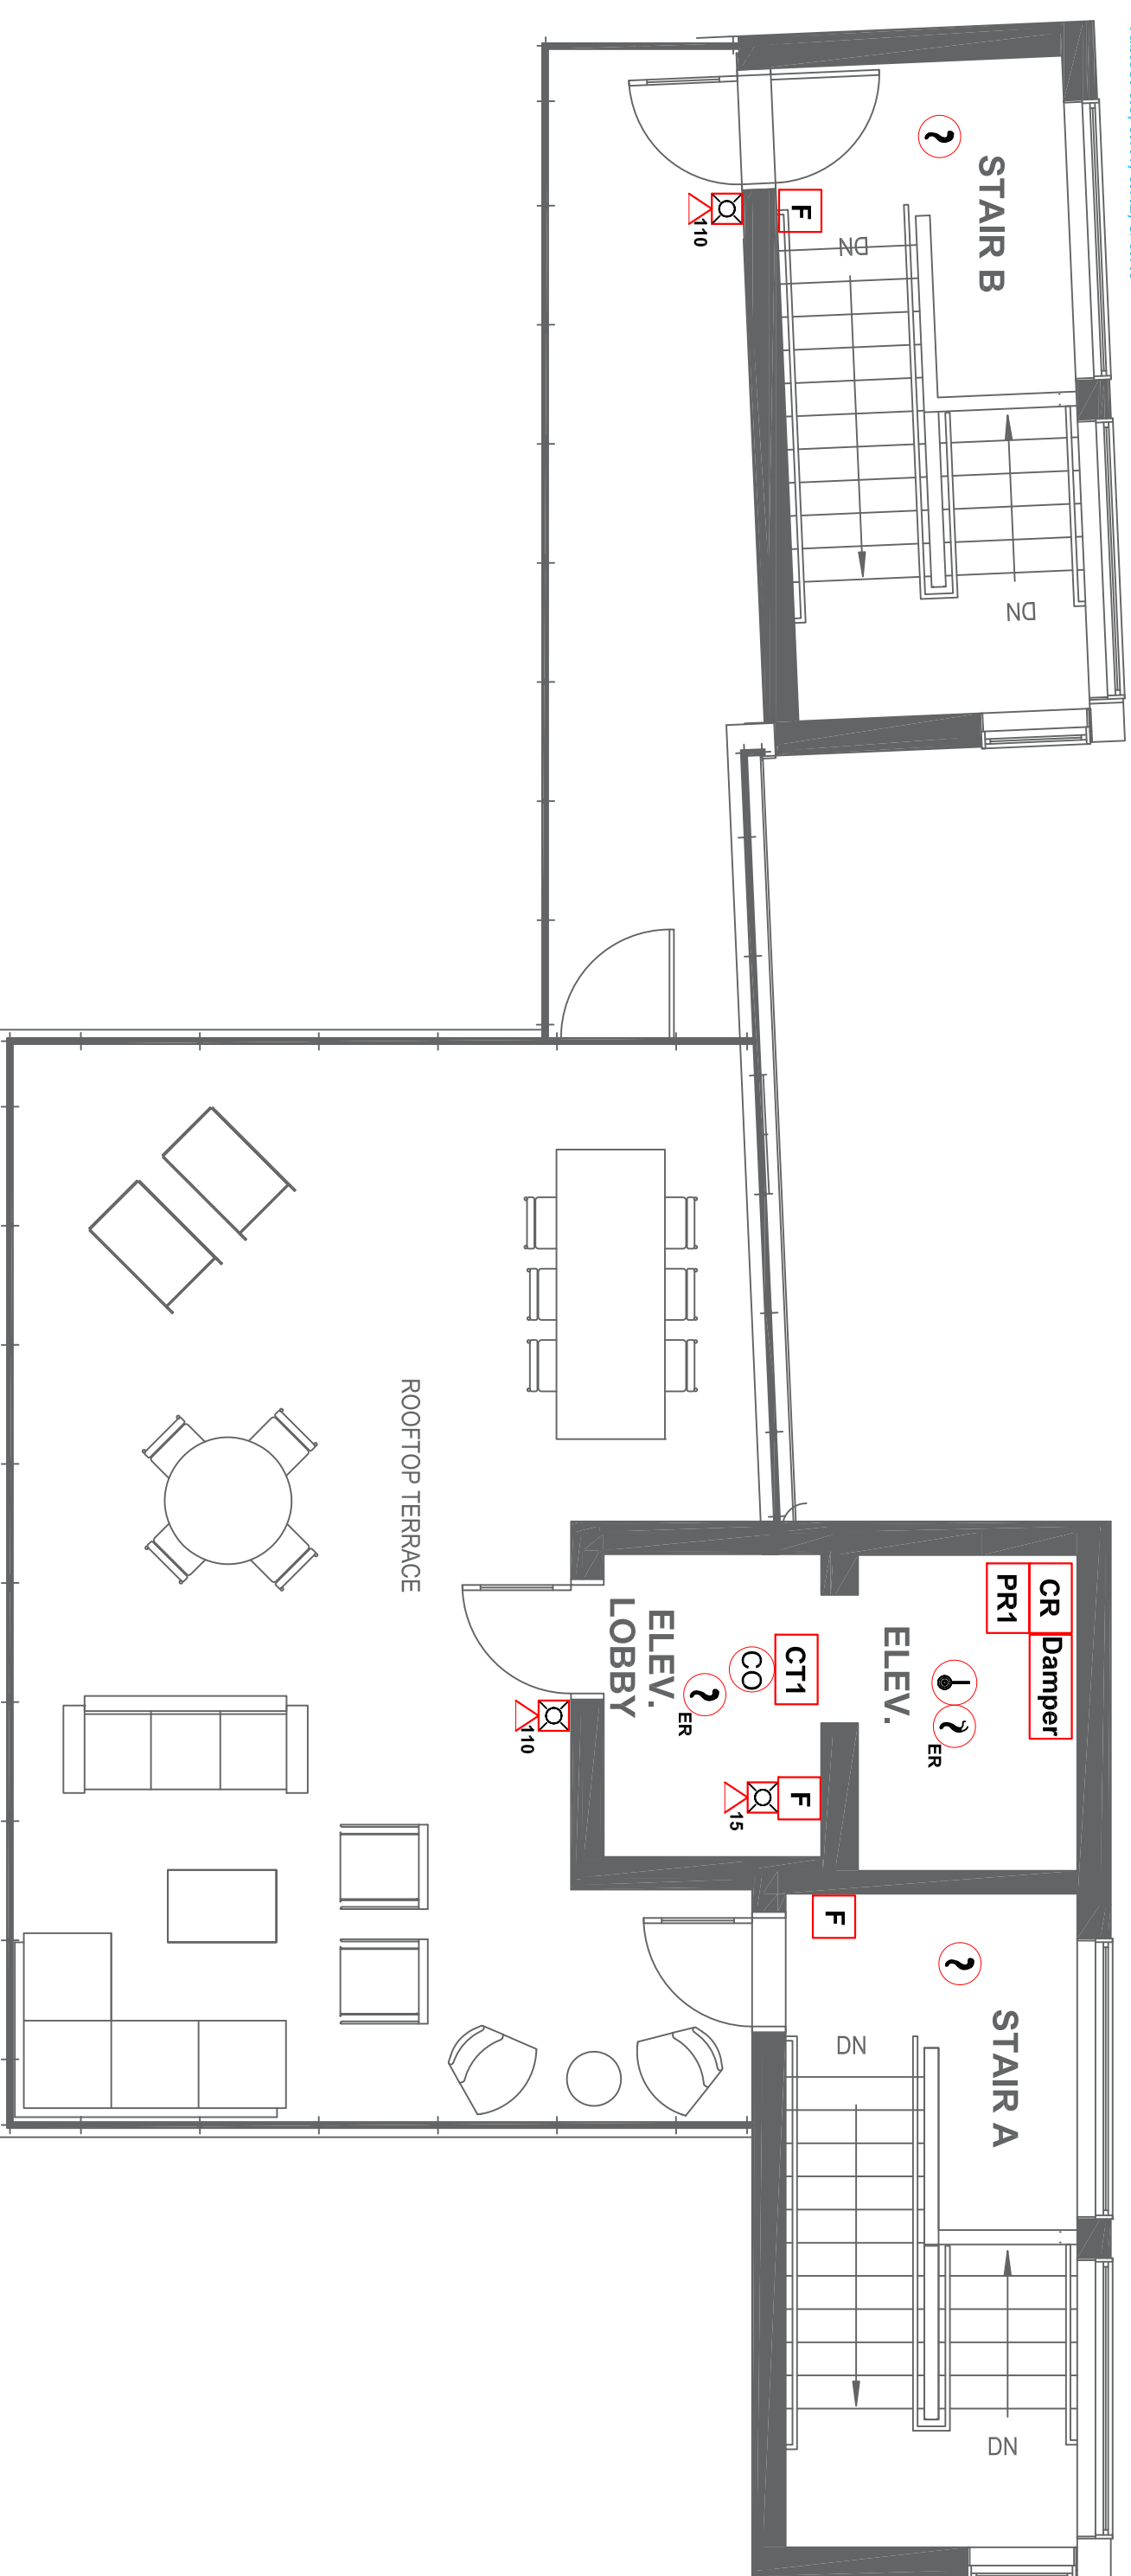 STAIR B
F
110
DN
DN
ROOFTOP TERRACE
CR
PR1
Damper
ELEV.
ER
CT1
CO
ELEV.
LOBBY
ER
110
F
15
F
STAIR A
DN
DN